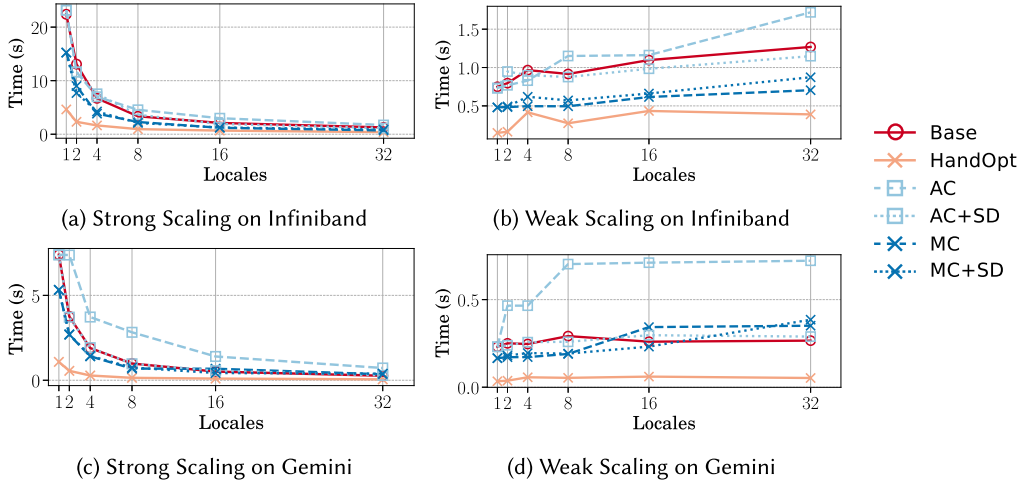 20
10
0
Time (s)
1 2 4 8 16 32
Locales
(a) Strong Scaling on Infiniband
1.5
1.0
0.5
Time (s)
1 2 4 8 16 32
Locales
(b) Weak Scaling on Infiniband
Base
HandOpt
AC
AC+SD
MC
MC+SD
5
0
Time (s)
1 2 4 8 16 32
Locales
(c) Strong Scaling on Gemini
0.5
0.0
Time (s)
1 2 4 8 16 32
Locales
(d) Weak Scaling on Gemini